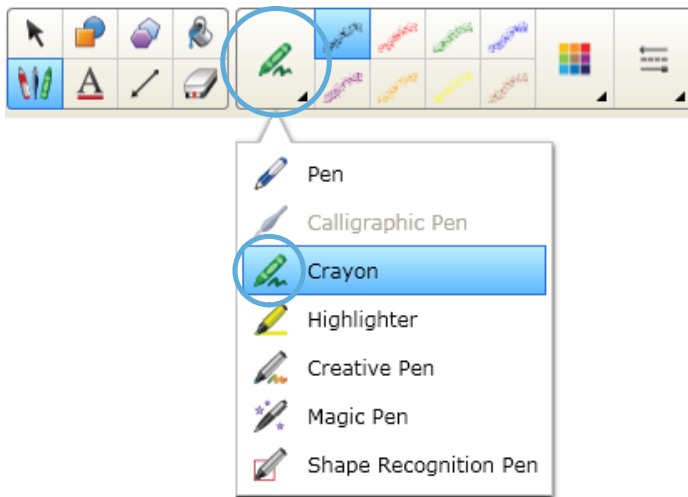 A
Pen
Calligraphic Pen
Crayon
Highlighter
Creative Pen
Magic Pen
Shape Recognition Pen